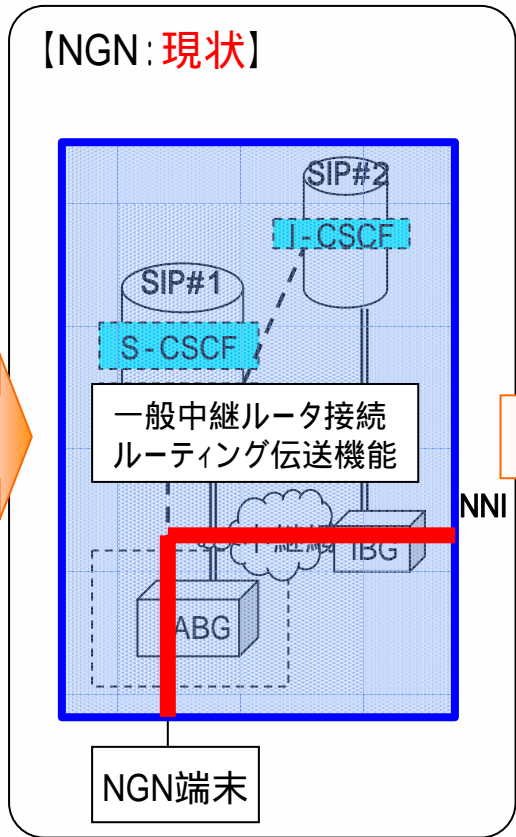 【NGN:現状】
SIP#2
I-CSCF
SIP#1
S-CSCF
一般中継ルータ接続
ルーティング伝送機能
NNI
IBG
ABG
NGN端末